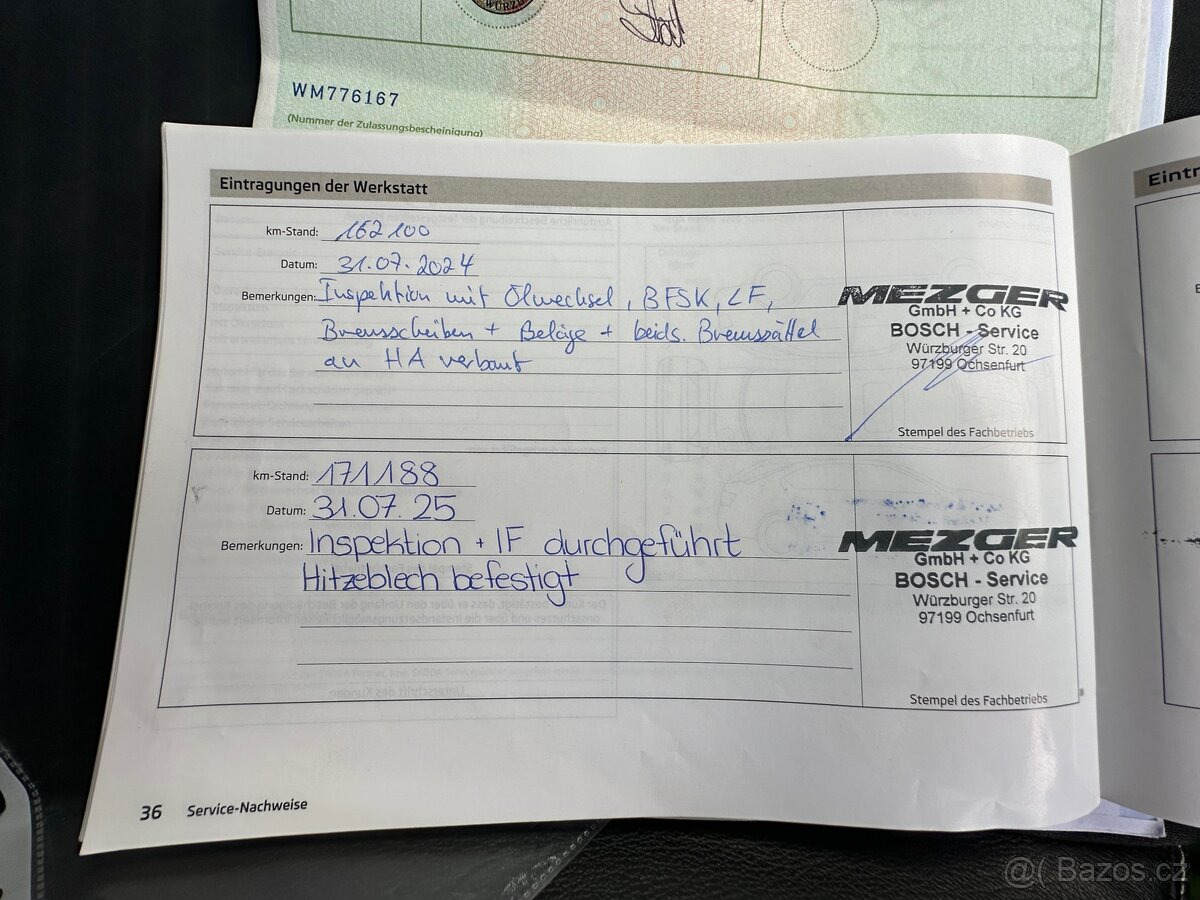 WM776167
(Nummer der Zulassungsbescheinigung)
Eintragungen der Werkstatt
km-Stand: 162100
Datum: 31.07.2024
Bemerkungen: Inspektion mit Ölwechsel, BFSK, LF,
Bremsscheiben + Beläge + beids. Bremssättel
an HA verbaut
MEZGER
GmbH + Co KG
BOSCH - Service
Würzburger Str. 20
97199 Ochsenfurt
Stempel des Fachbetriebs
km-Stand: 171188
Datum: 31.07.25
Bemerkungen: Inspektion + IF durchgeführt
Hitzeblech befestigt
MEZGER
GmbH + Co KG
BOSCH - Service
Würzburger Str. 20
97199 Ochsenfurt
Stempel des Fachbetriebs
36 Service-Nachweise
Eintr
@( Bazos.cz